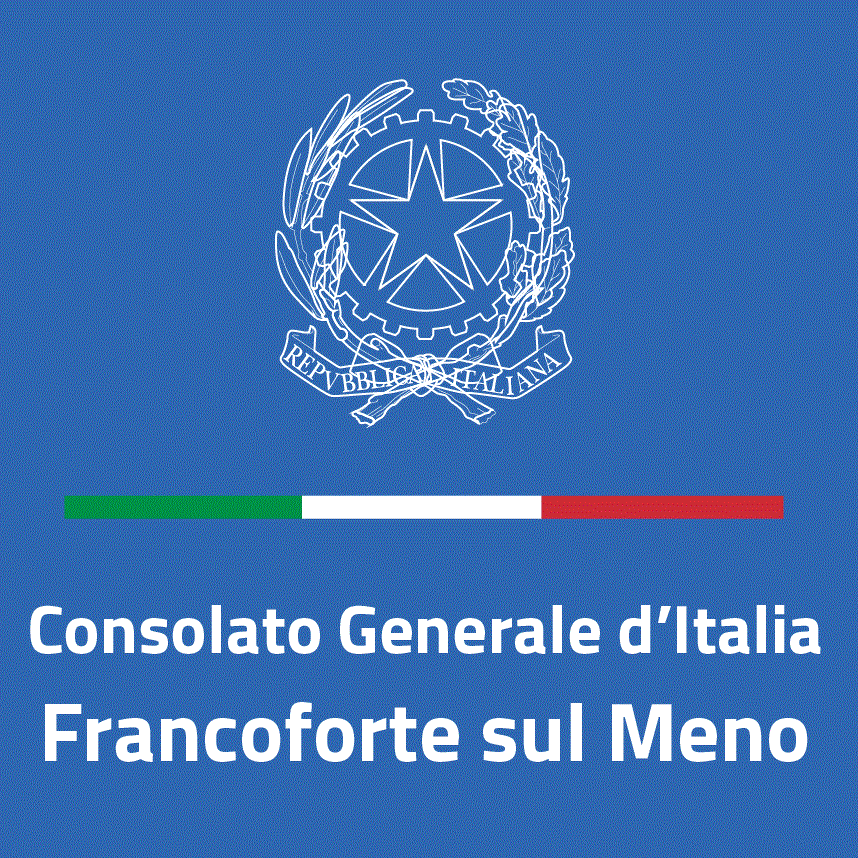 REPVBBLICA ITALIANA
Consolato Generale d’Italia
Francoforte sul Meno